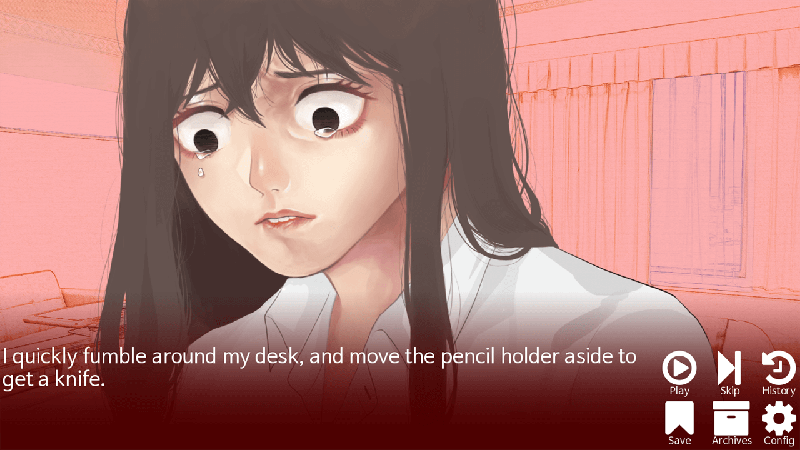 I quickly fumble around my desk, and move the pencil holder aside to
get a knife.
Play
Skip
History
Save
Archives
Config